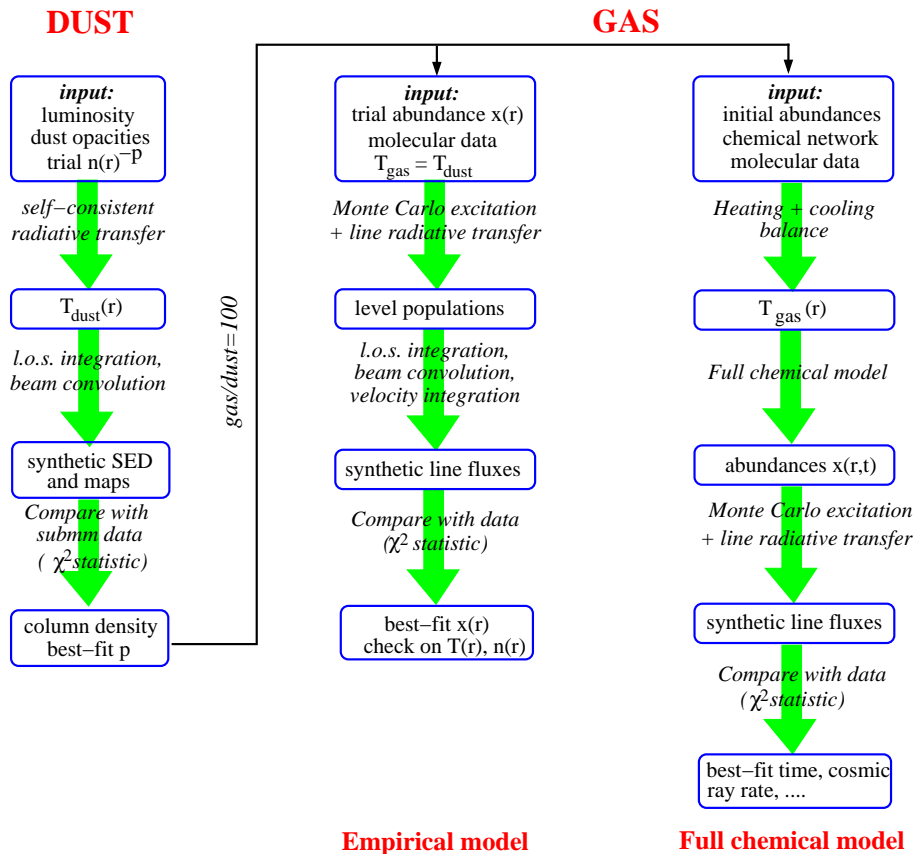 DUST
GAS
input:
luminosity
dust opacities
trial n(r)^−p
self−consistent
radiative transfer
T_dust(r)
l.o.s. integration,
beam convolution
synthetic SED
and maps
Compare with
submm data
( χ² statistic)
column density
best−fit p
gas/dust=100
input:
trial abundance x(r)
molecular data
T_gas = T_dust
Monte Carlo excitation
+ line radiative transfer
level populations
l.o.s. integration,
beam convolution,
velocity integration
synthetic line fluxes
Compare with data
(χ² statistic)
best−fit x(r)
check on T(r), n(r)
Empirical model
input:
initial abundances
chemical network
molecular data
Heating + cooling
balance
T_gas (r)
Full chemical model
abundances x(r,t)
Monte Carlo excitation
+ line radiative transfer
synthetic line fluxes
Compare with data
( χ² statistic)
best−fit time, cosmic
ray rate, ....
Full chemical model